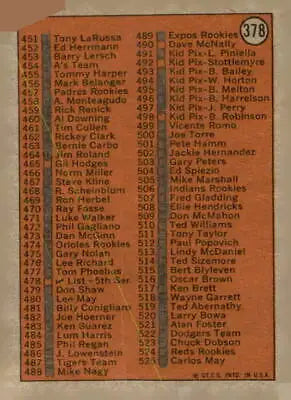 378
451 Tony LaRussa
452 Ed Herrmann
453 Barry Lersch
454 A's Team
455 Tommy Harper
456 Mark Belanger
457 Padres Rookies
458 A. Monteagudo
459 Rick Renick
460 Al Downing
461 Tim Cullen
462 Rickey Clark
463 Bernie Carbo
464 Jim Roland
465 Gil Hodges
466 Norm Miller
467 Steve Kline
468 R. Scheinblum
469 Ron Herbel
470 Ray Fosse
471 Luke Walker
472 Phil Gagliano
473 Dan McGinn
474 Orioles Rookies
475 Gary Nolan
476 Lee Richard
477 Tom Phoebus
478 ✓ List - 5th Ser.
479 Don Shaw
480 Lee May
481 Billy Conigliaro
482 Joe Hoerner
483 Ken Suarez
484 Lum Harris
485 Phil Regan
486 J. Lowenstein
487 Tigers Team
488 Mike Nagy
489 Expos Rookies
490 Dave McNally
491 Kid Pix-L. Piniella
492 Kid Pix-Stottlemyre
493 Kid Pix-B. Bailey
494 Kid Pix-W. Horton
495 Kid Pix-B. Melton
496 Kid Pix-B. Harrelson
497 Kid Pix-J. Perry
498 Kid Pix-B. Robinson
499 Vicente Romo
500 Joe Torre
501 Pete Hamm
502 Jackie Hernandez
503 Gary Peters
504 Ed Spiezio
505 Mike Marshall
506 Indians Rookies
507 Fred Gladding
508 Ellie Hendricks
509 Don McMahon
510 Ted Williams
511 Tony Taylor
512 Paul Popovich
513 Lindy McDaniel
514 Ted Sizemore
515 Bert Blyleven
516 Oscar Brown
517 Ken Brett
518 Wayne Garrett
519 Ted Abernathy
520 Larry Bowa
521 Alan Foster
522 Dodgers Team
523 Chuck Dobson
524 Reds Rookies
525 Carlos May
© T.C.G. PRTD. IN U.S.A.